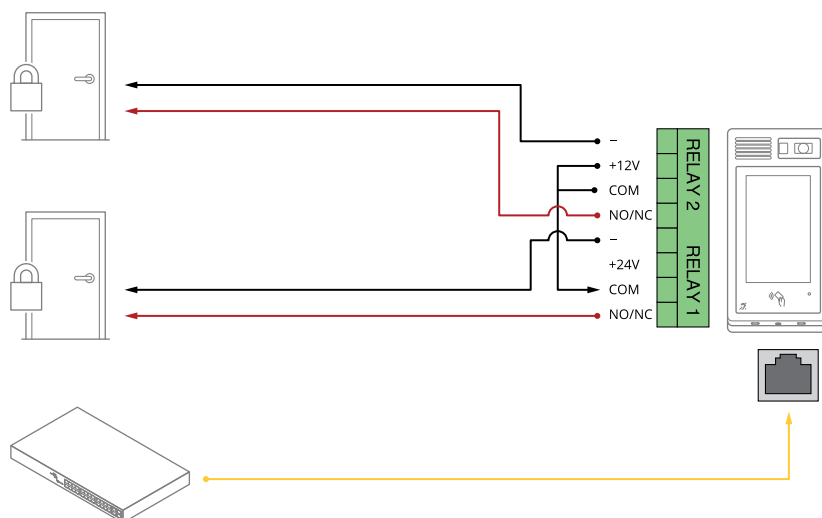 –
+12V
COM
NO/NC
–
+24V
COM
NO/NC
RELAY 2
RELAY 1